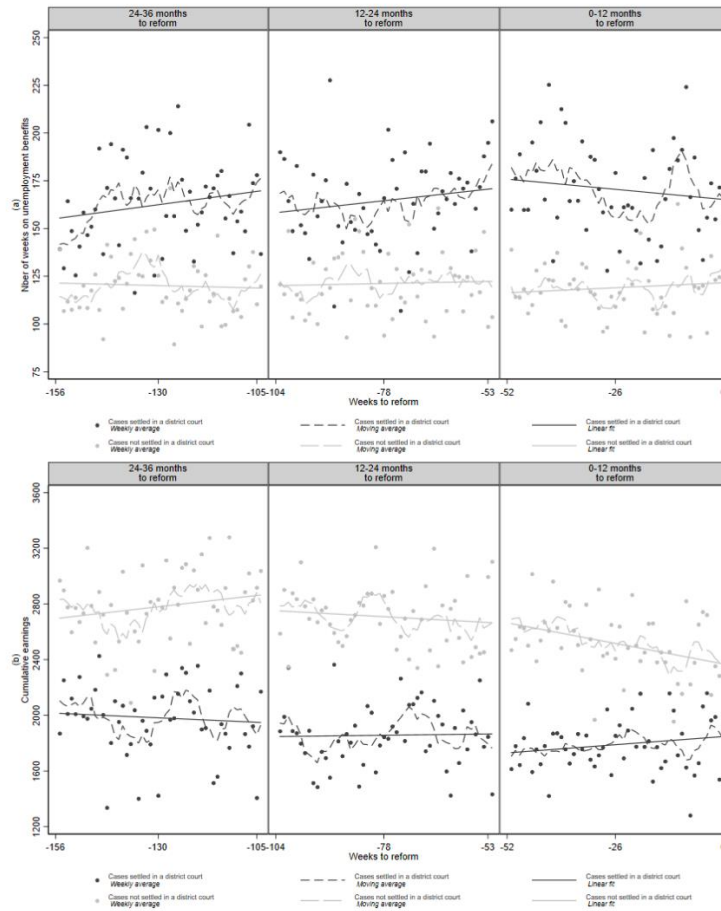 24-36 months
to reform
12-24 months
to reform
0-12 months
to reform
(a)
Nber of weeks on unemployment benefits
250
225
200
175
150
125
100
75
-156
-130
-105
-104
-78
-53
-52
-26
Weeks to reform
Cases settled in a district court
Weekly average
Cases settled in a district court
Moving average
Cases settled in a district court
Linear fit
Cases not settled in a district court
Weekly average
Cases not settled in a district court
Moving average
Cases not settled in a district court
Linear fit
24-36 months
to reform
12-24 months
to reform
0-12 months
to reform
(b)
Cumulative earnings
3600
3200
2800
2400
2000
1600
1200
-156
-130
-105
-104
-78
-53
-52
-26
Weeks to reform
Cases settled in a district court
Weekly average
Cases settled in a district court
Moving average
Cases settled in a district court
Linear fit
Cases not settled in a district court
Weekly average
Cases not settled in a district court
Moving average
Cases not settled in a district court
Linear fit